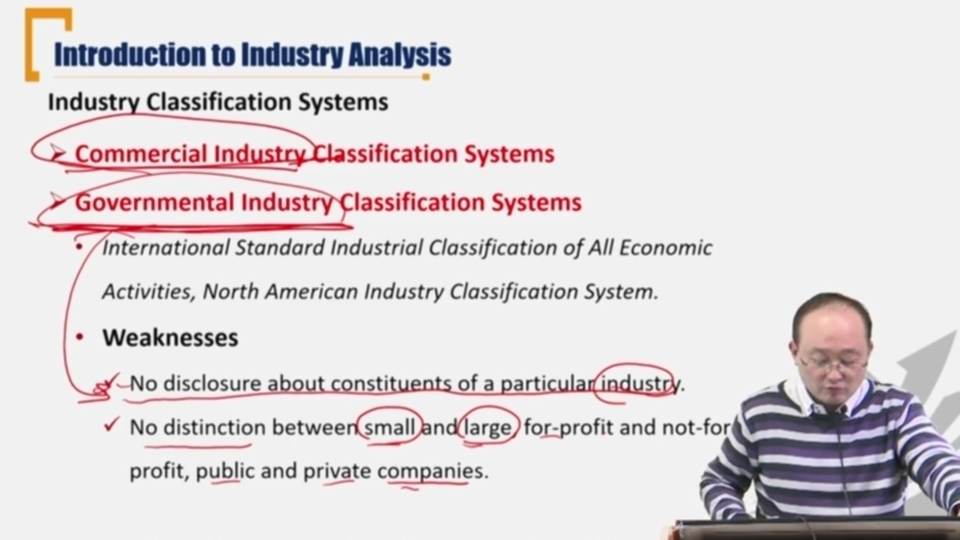 Introduction to Industry Analysis
Industry Classification Systems
Commercial Industry Classification Systems
Governmental Industry Classification Systems
International Standard Industrial Classification of All Economic
Activities, North American Industry Classification System.
Weaknesses
No disclosure about constituents of a particular industry.
No distinction between small and large, for-profit and not-for
profit, public and private companies.